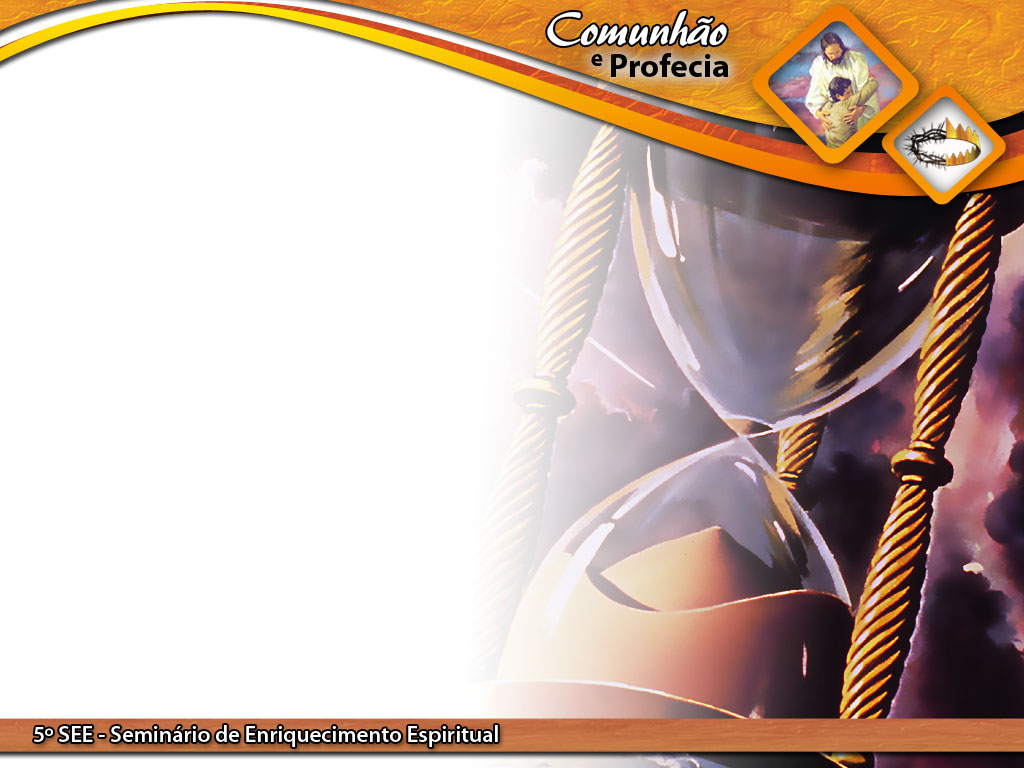 Comunhão
e Profecia
5º SEE - Seminário de Enriquecimento Espiritual